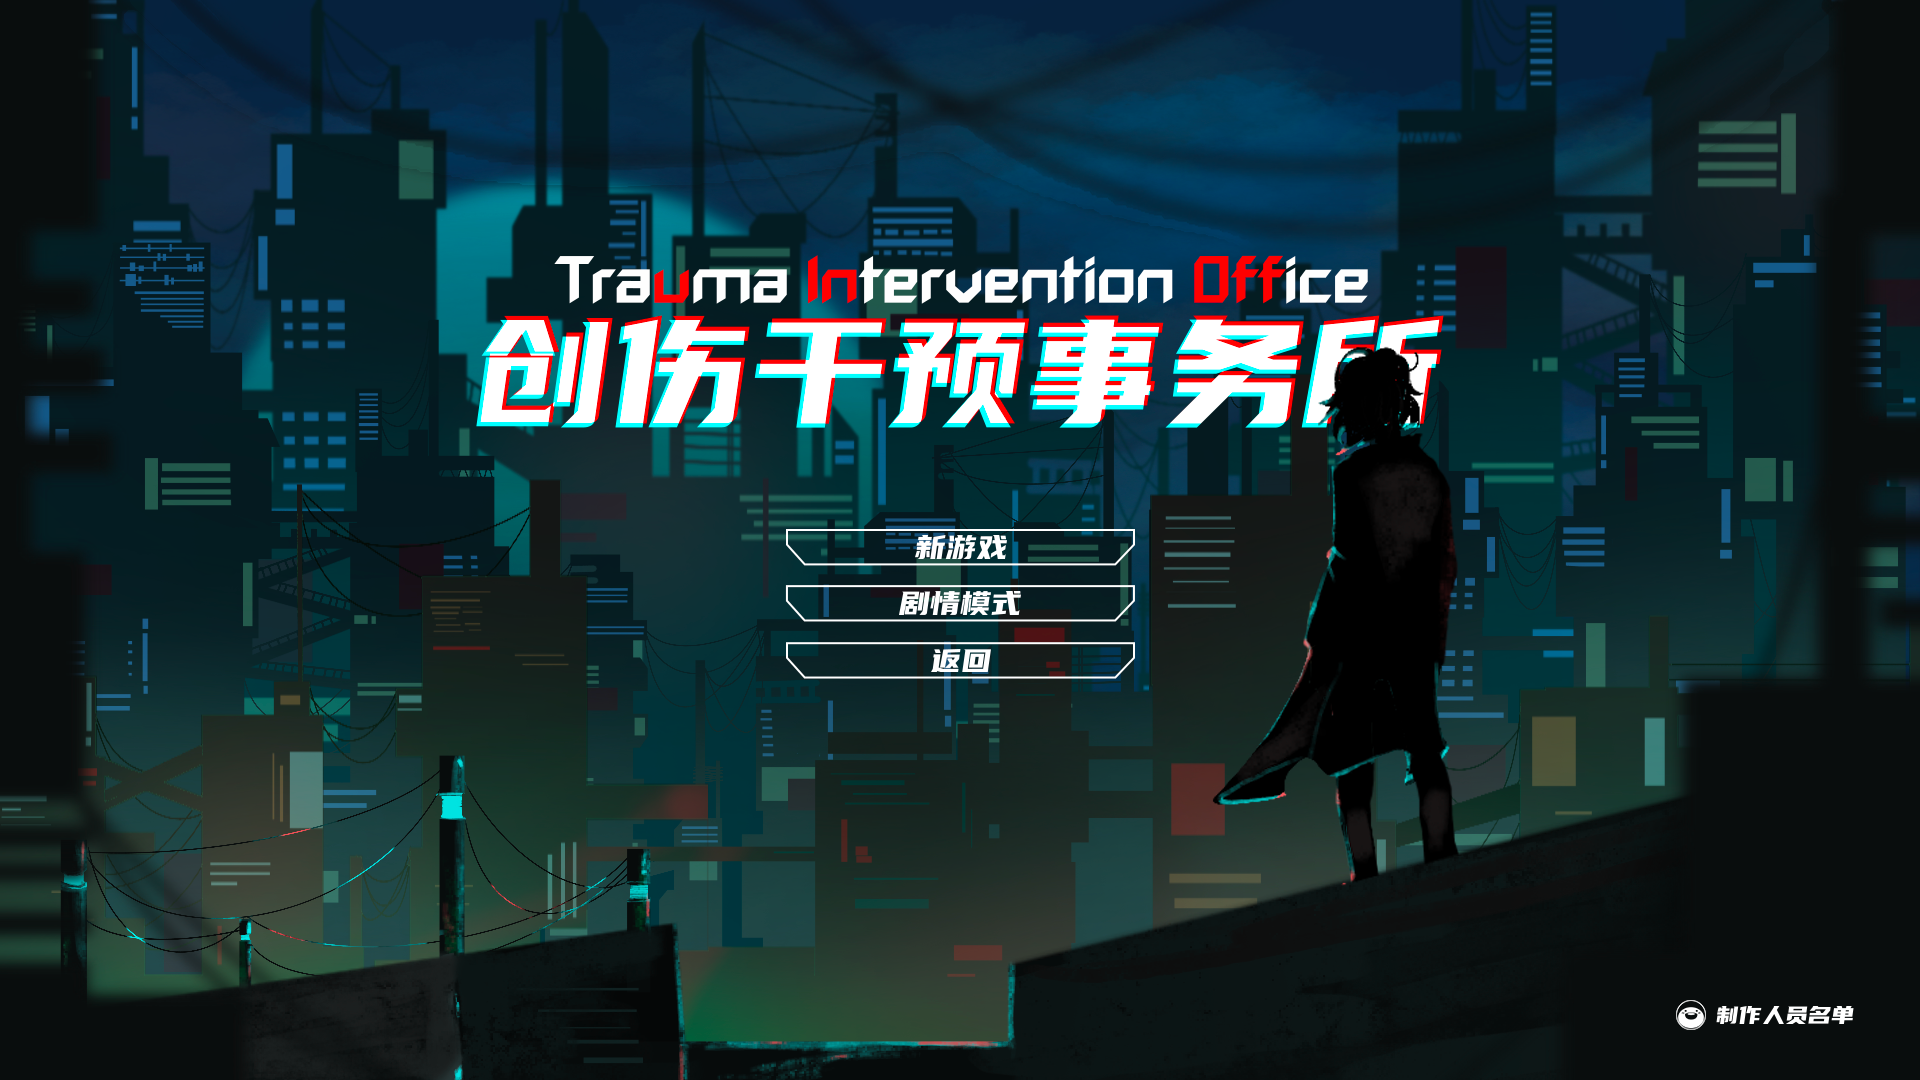 Trauma Intervention Office
创伤干预事务所
新游戏
剧情模式
返回
制作人员名单